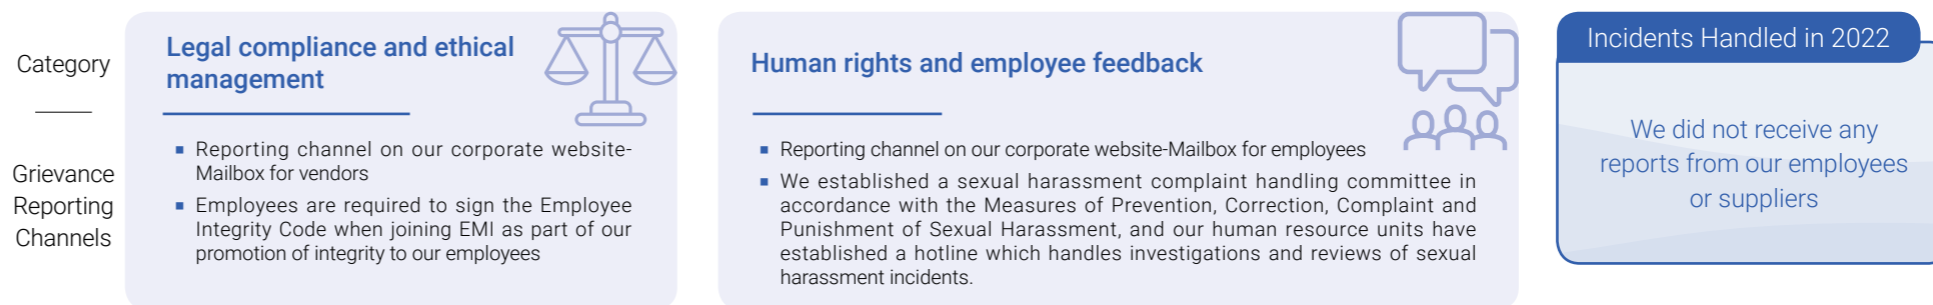 Category
Grievance
Reporting
Channels
Legal compliance and ethical
management
▪ Reporting channel on our corporate website-
Mailbox for vendors
▪ Employees are required to sign the Employee
Integrity Code when joining EMI as part of our
promotion of integrity to our employees
Human rights and employee feedback
▪ Reporting channel on our corporate website-Mailbox for employees
▪ We established a sexual harassment complaint handling committee in
accordance with the Measures of Prevention, Correction, Complaint and
Punishment of Sexual Harassment, and our human resource units have
established a hotline which handles investigations and reviews of sexual
harassment incidents.
Incidents Handled in 2022
We did not receive any
reports from our employees
or suppliers